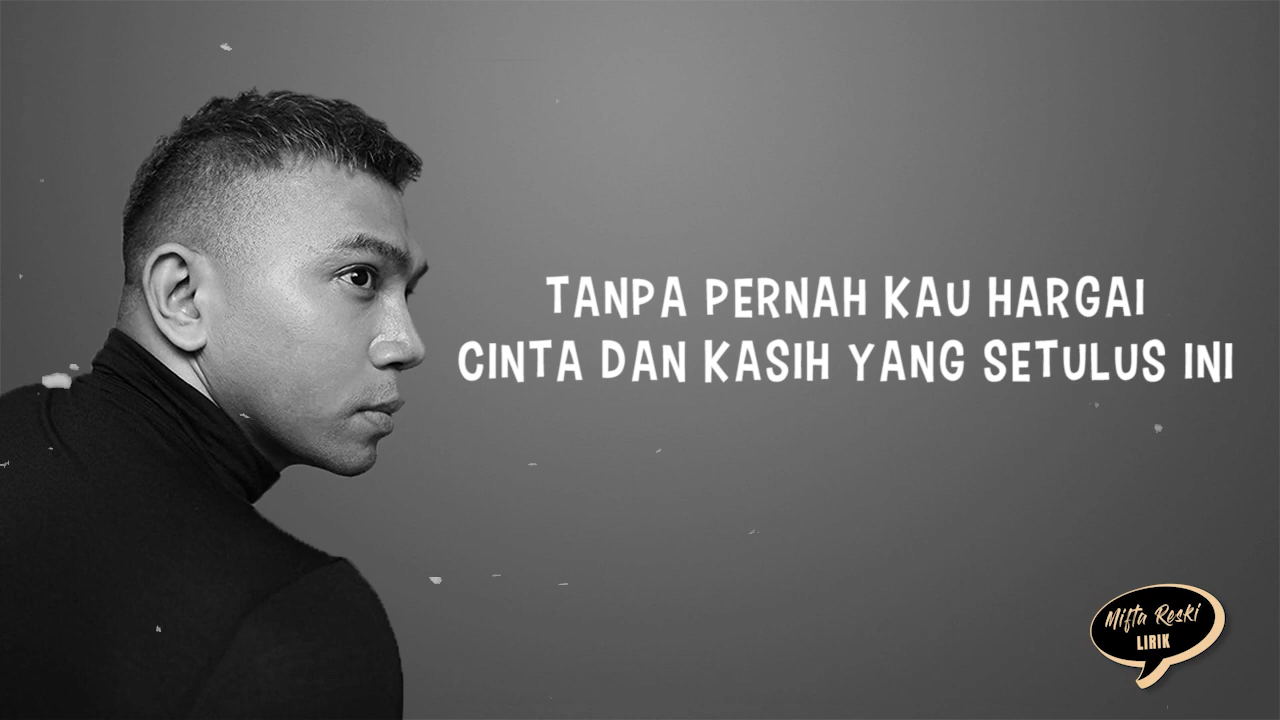 TANPA PERNAH KAU HARGAI
CINTA DAN KASIH YANG SETULUS INI
Mifta Reski
LIRIK